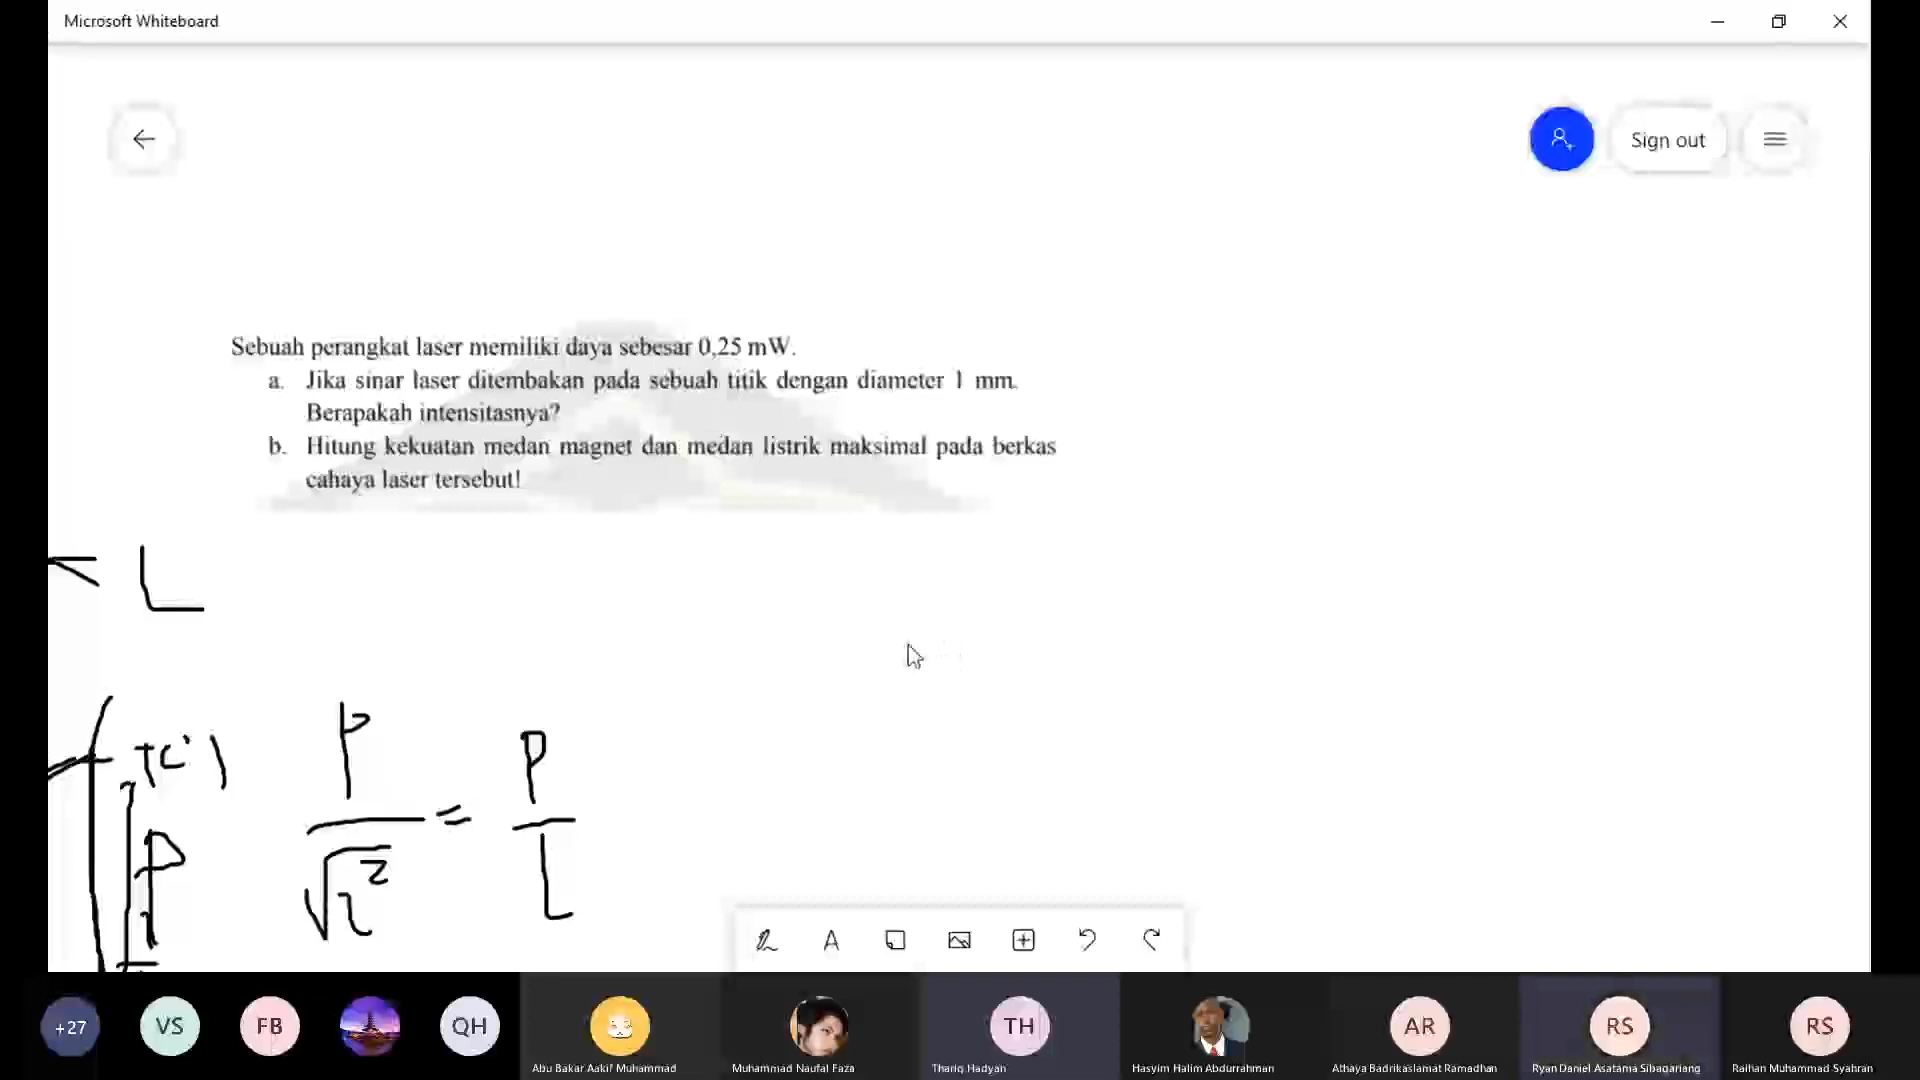 Microsoft Whiteboard
Sign out
Sebuah perangkat laser memiliki daya sebesar 0,25 mW.
a. Jika sinar laser ditembakan pada sebuah titik dengan diameter 1 mm.
Berapakah intensitasnya?
b. Hitung kekuatan medan magnet dan medan listrik maksimal pada berkas
cahaya laser tersebut!
L
P
P
=
P
L
+27
VS
FB
QH
TH
AR
RS
RS
Abu Bakar Aakif Muhammad
Muhammad Naufal Faza
Thariq Hadyan
Hasyim Halim Abdurrahman
Athaya Badrikaslamat Ramadhan
Ryan Daniel Asatama Sibagariang
Raihan Muhammad Syahran